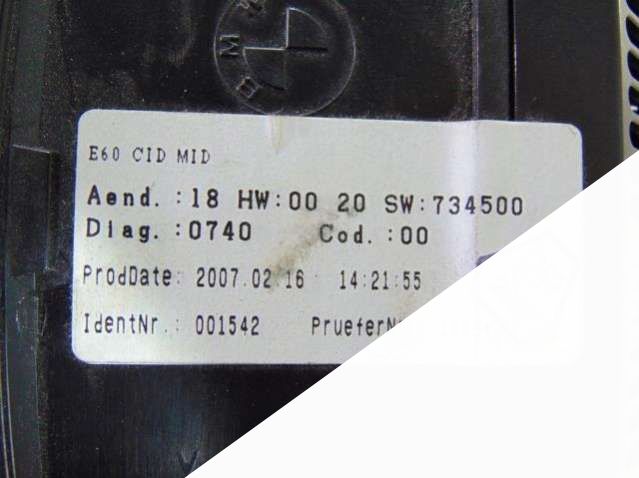 BMW
E60 CID MID
Aend. :18 HW:00 20 SW:734500
Diag. :0740 Cod. :00
ProdDate: 2007.02.16 14:21:55
IdentNr.: 001542